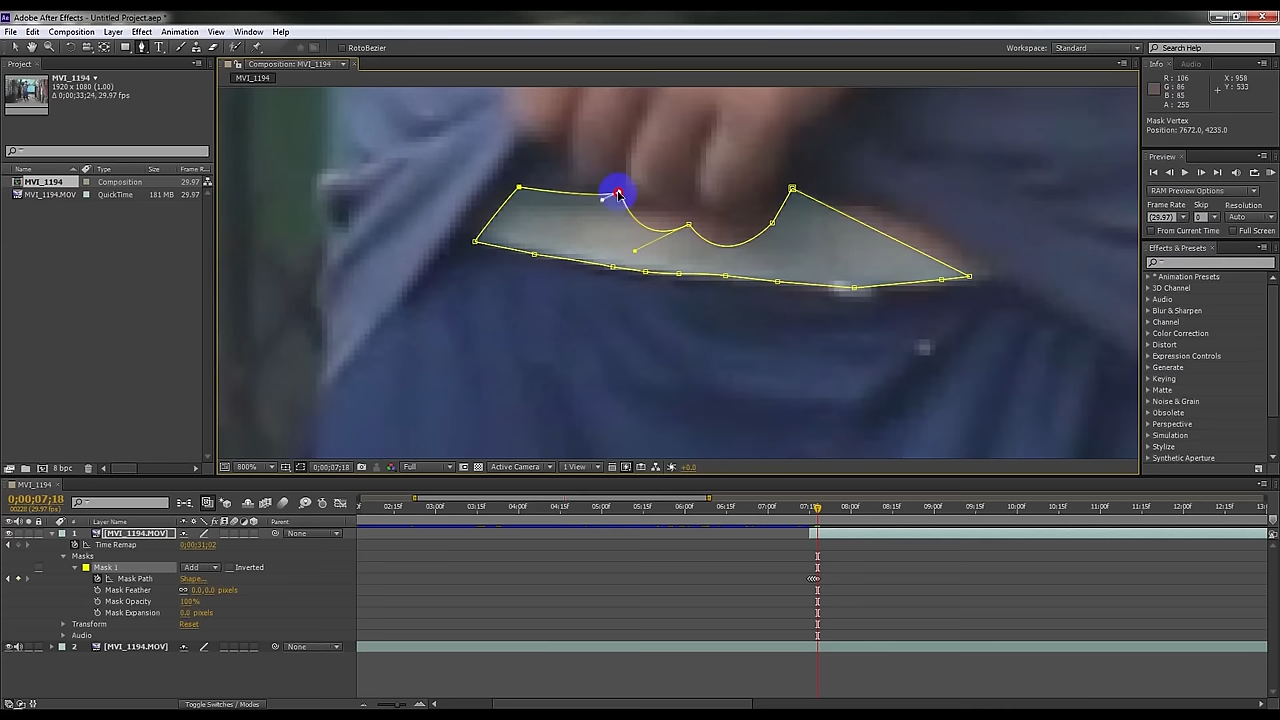 Adobe After Effects - Untitled Project.aep *
File Edit Composition Layer Effect Animation View Window Help
RotoBezier
Workspace: Standard
Search Help
Project
MVI_1194
1920 x 1080 (1.00)
Δ 0;00;33;24, 29.97 fps
Name Type Size Frame R...
MVI_1194 Composition 29.97
MVI_1194.MOV QuickTime 181 MB 29.97
8 bpc
Composition: MVI_1194
MVI_1194
800% 0;00;07;18 Full Active Camera 1 View +0.0
Info Audio
R : 106
G : 86
B : 85
A : 255
X : 958
Y : 533
Mask Vertex
Position: 7672.0, 4235.0
Preview
RAM Preview Options
Frame Rate Skip Resolution
(29.97) 0 Auto
From Current Time Full Screen
Effects & Presets
* Animation Presets
3D Channel
Audio
Blur & Sharpen
Channel
Color Correction
Distort
Expression Controls
Generate
Keying
Matte
Noise & Grain
Obsolete
Perspective
Simulation
Stylize
Synthetic Aperture
MVI_1194
0;00;07;18
00228 (29.97 fps)
# Layer Name Parent
02:15f 03:00f 03:15f 04:00f 04:15f 05:00f 05:15f 06:00f 06:15f 07:00f 07:15f 08:00f 08:15f 09:00f 09:15f 10:00f 10:15f 11:00f 11:15f 12:00f 12:15f
1 [MVI_1194.MOV] None
Time Remap 0;00;31;02
Masks
Mask 1 Add Inverted
Mask Path Shape...
Mask Feather 0.0,0.0 pixels
Mask Opacity 100%
Mask Expansion 0.0 pixels
Transform Reset
Audio
2 [MVI_1194.MOV] None
Toggle Switches / Modes